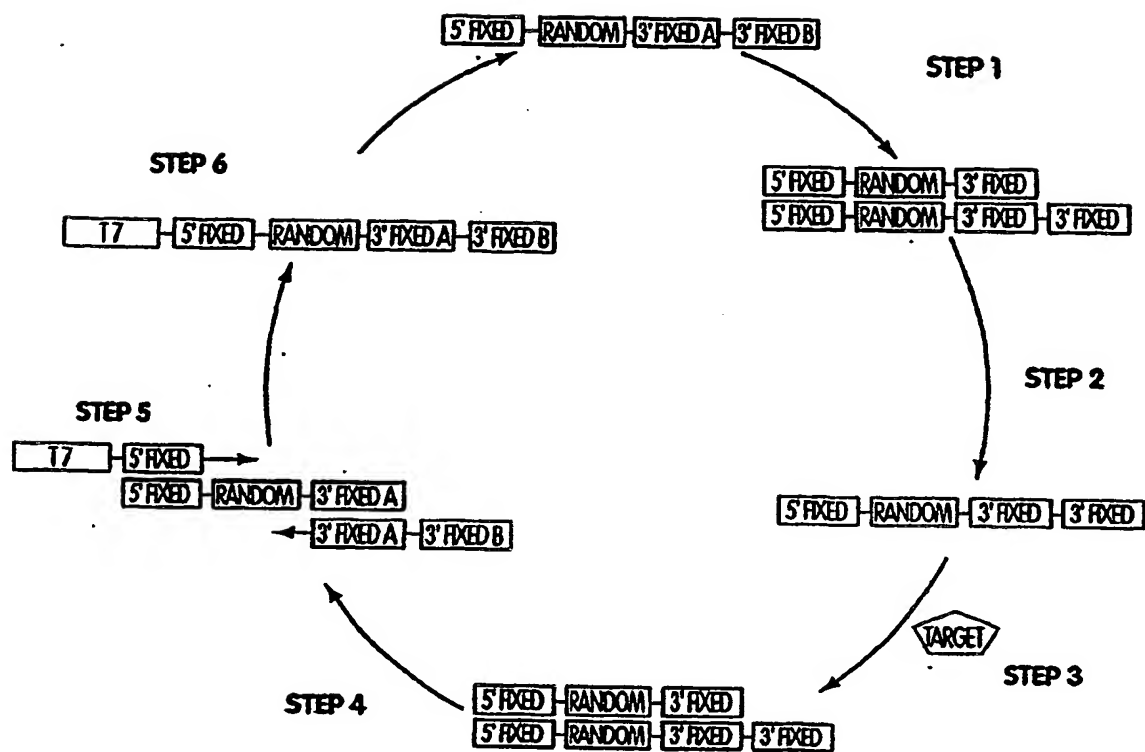 5' FIXED RANDOM 3' FIXED A 3' FIXED B
STEP 1
5' FIXED RANDOM 3' FIXED
5' FIXED RANDOM 3' FIXED 3' FIXED
STEP 2
5' FIXED RANDOM 3' FIXED 3' FIXED
TARGET
STEP 3
5' FIXED RANDOM 3' FIXED
5' FIXED RANDOM 3' FIXED 3' FIXED
STEP 4
STEP 5
T7 5' FIXED
5' FIXED RANDOM 3' FIXED A
3' FIXED A 3' FIXED B
STEP 6
T7 5' FIXED RANDOM 3' FIXED A 3' FIXED B